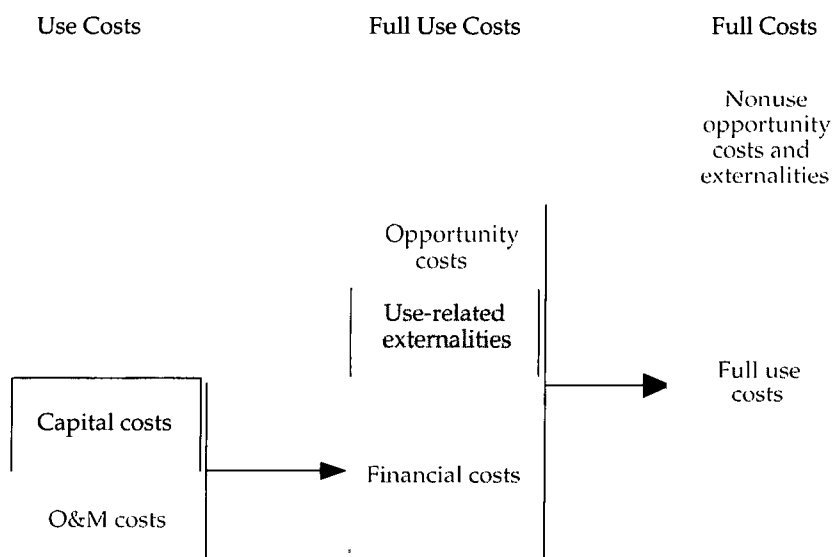 Use Costs
Full Use Costs
Full Costs
Nonuse
opportunity
costs and
externalities
Opportunity
costs
Use-related
externalities
Full use
costs
Capital costs
Financial costs
O&M costs